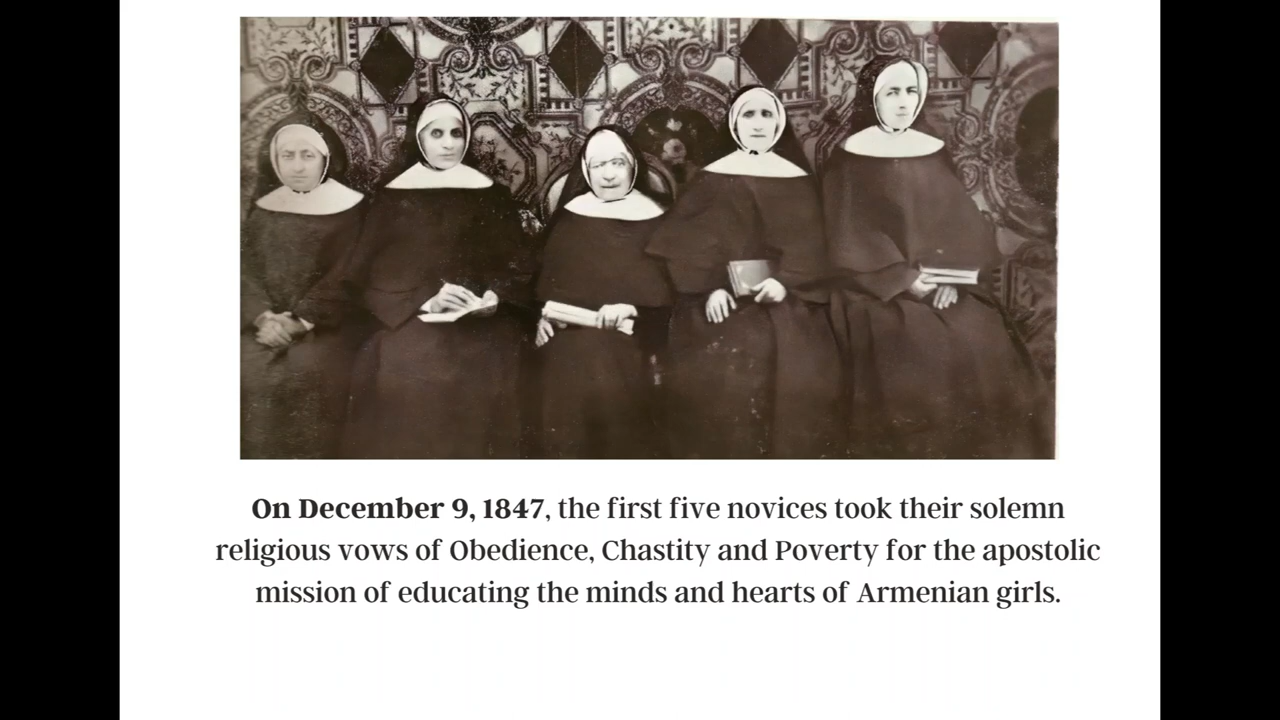 On December 9, 1847, the first five novices took their solemn
religious vows of Obedience, Chastity and Poverty for the apostolic
mission of educating the minds and hearts of Armenian girls.